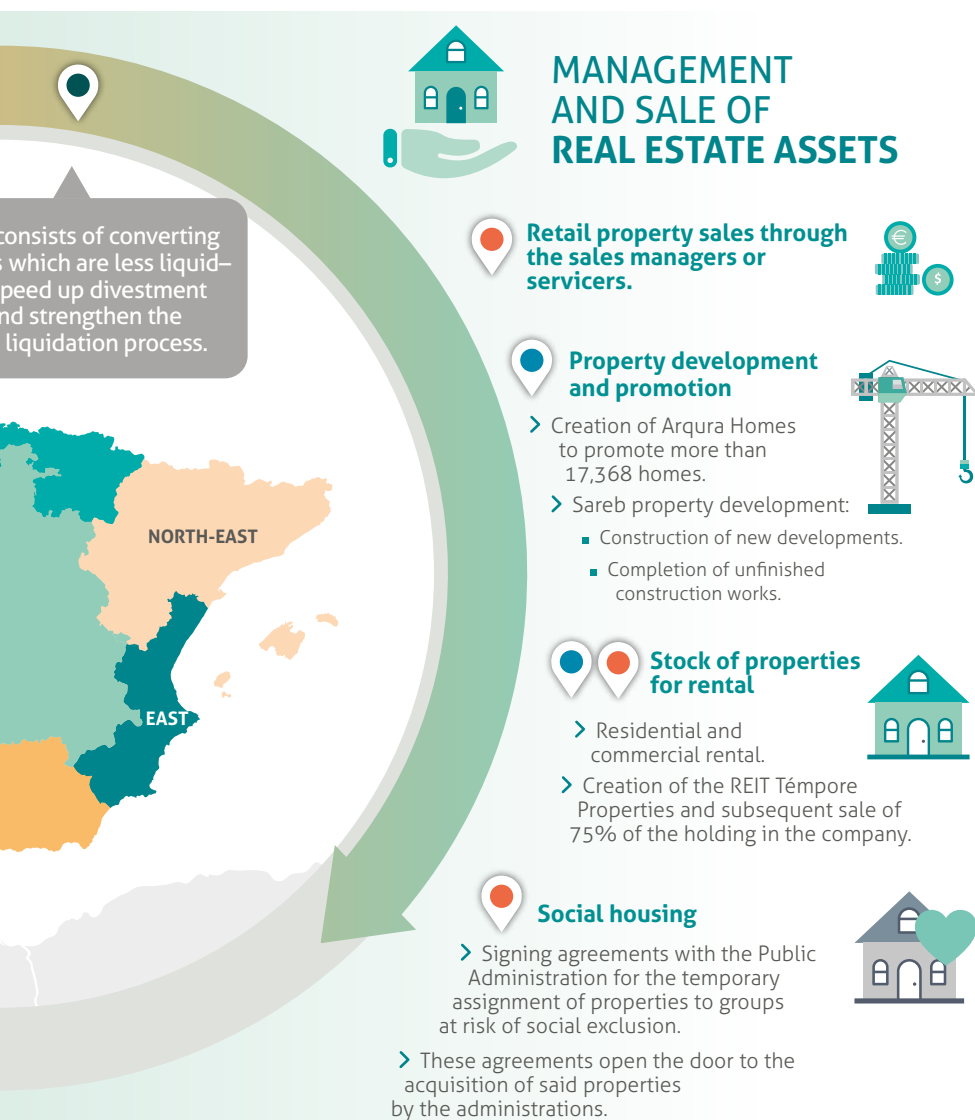 MANAGEMENT
AND SALE OF
REAL ESTATE ASSETS
consists of converting
which are less liquid–
peed up divestment
nd strengthen the
liquidation process.
Retail property sales through
the sales managers or
servicers.
€
$
Property development
and promotion
Creation of Arqura Homes
to promote more than
17,368 homes.
Sareb property development:
Construction of new developments.
Completion of unfinished
construction works.
NORTH-EAST
EAST
Stock of properties
for rental
Residential and
commercial rental.
Creation of the REIT Témpore
Properties and subsequent sale of
75% of the holding in the company.
Social housing
Signing agreements with the Public
Administration for the temporary
assignment of properties to groups
at risk of social exclusion.
These agreements open the door to the
acquisition of said properties
by the administrations.